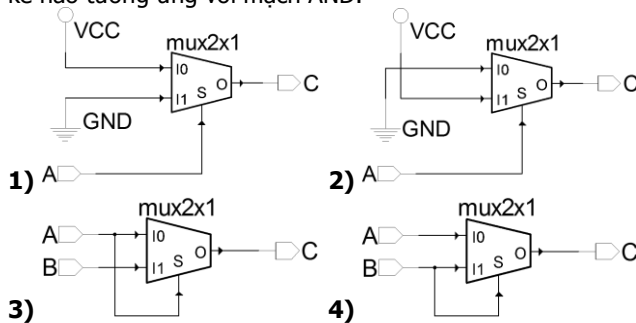 kế nào tương ứng với mạch AND.
VCC
mux2x1
I0
I1 S O
C
GND
1) A
VCC
mux2x1
I0
I1 S O
C
GND
2) A
mux2x1
A
I0
B
I1 S O
C
3)
mux2x1
A
I0
B
I1 S O
C
4)